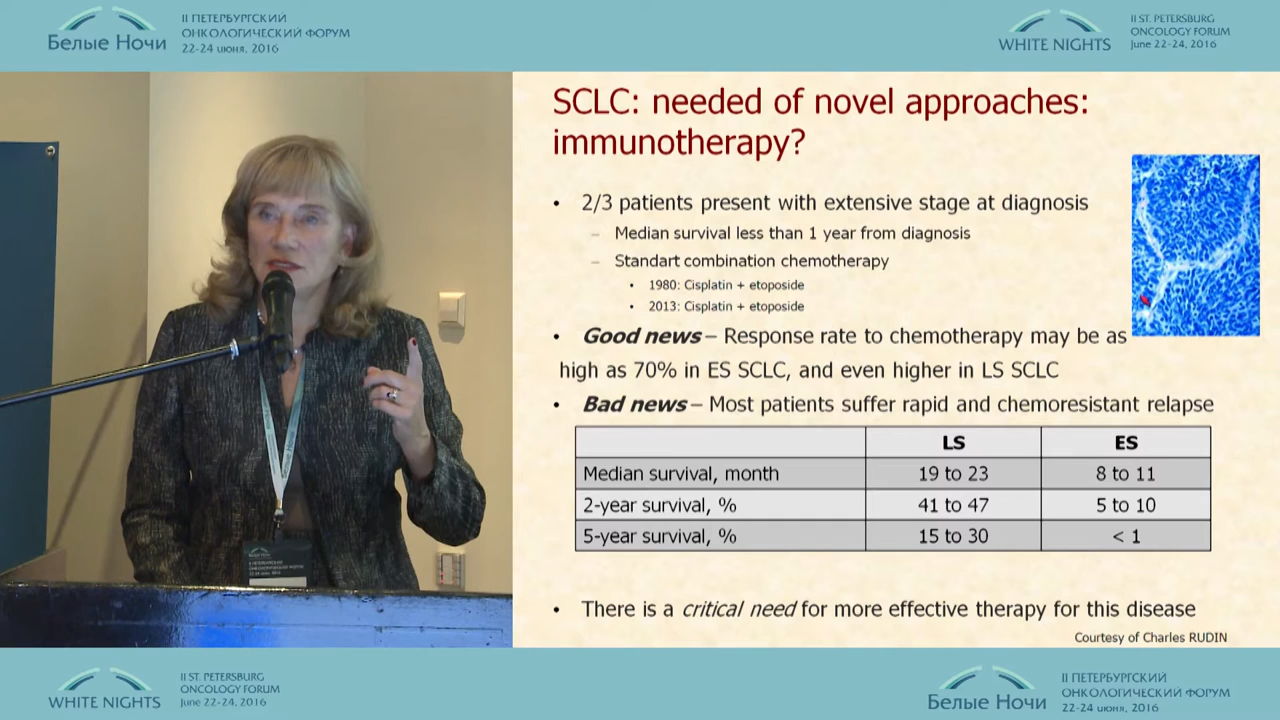 Белые Ночи
II ПЕТЕРБУРГСКИЙ
ОНКОЛОГИЧЕСКИЙ ФОРУМ
22-24 июня, 2016
WHITE NIGHTS
II ST. PETERSBURG
ONCOLOGY FORUM
June 22-24, 2016
SCLC: needed of novel approaches:
immunotherapy?
• 2/3 patients present with extensive stage at diagnosis
– Median survival less than 1 year from diagnosis
– Standart combination chemotherapy
• 1980: Cisplatin + etoposide
• 2013: Cisplatin + etoposide
• Good news – Response rate to chemotherapy may be as
high as 70% in ES SCLC, and even higher in LS SCLC
• Bad news – Most patients suffer rapid and chemoresistant relapse
LS ES
Median survival, month 19 to 23 8 to 11
2-year survival, % 41 to 47 5 to 10
5-year survival, % 15 to 30 < 1
• There is a critical need for more effective therapy for this disease
Courtesy of Charles RUDIN
Белые Ночи
II ПЕТЕРБУРГСКИЙ
ОНКОЛОГИЧЕСКИЙ ФОРУМ
WHITE NIGHTS
II ST. PETERSBURG
ONCOLOGY FORUM
June 22-24, 2016
Белые Ночи
II ПЕТЕРБУРГСКИЙ
ОНКОЛОГИЧЕСКИЙ ФОРУМ
22-24 июня, 2016